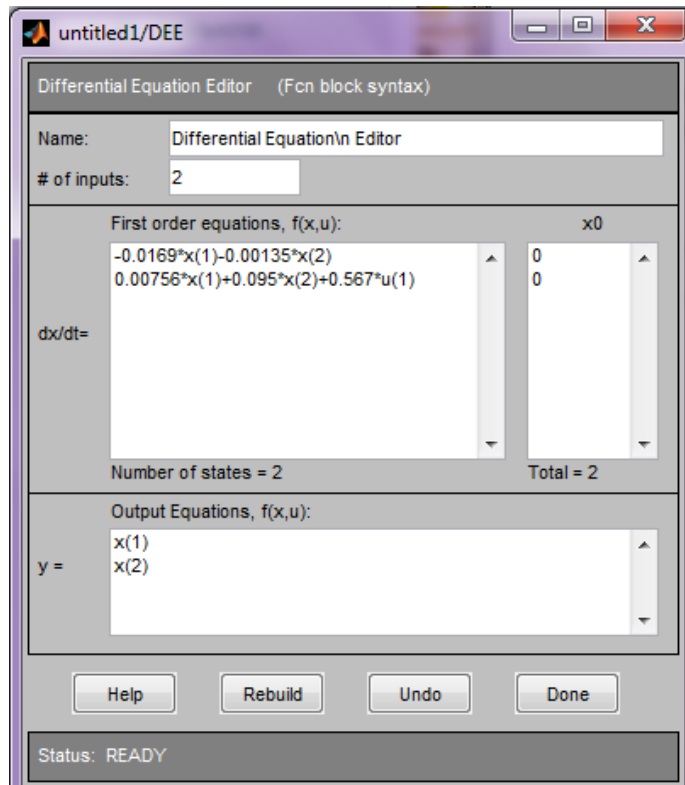 untitled1/DEE
Differential Equation Editor (Fcn block syntax)
Name: Differential Equation\n Editor
# of inputs: 2
First order equations, f(x,u): x0
-0.0169*x(1)-0.00135*x(2) 0
0.00756*x(1)+0.095*x(2)+0.567*u(1) 0
dx/dt=
Number of states = 2 Total = 2
Output Equations, f(x,u):
x(1)
y = x(2)
Help Rebuild Undo Done
Status: READY